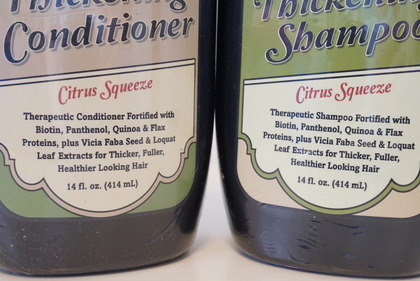 Thickening
Conditioner
Citrus Squeeze
Therapeutic Conditioner Fortified with
Biotin, Panthenol, Quinoa & Flax
Proteins, plus Vicia Faba Seed & Loquat
Leaf Extracts for Thicker, Fuller,
Healthier Looking Hair
14 fl. oz. (414 mL)
Thickening
Shampoo
Citrus Squeeze
Therapeutic Shampoo Fortified with
Biotin, Panthenol, Quinoa & Flax
Proteins, plus Vicia Faba Seed & Loquat
Leaf Extracts for Thicker, Fuller,
Healthier Looking Hair
14 fl. oz. (414 mL)